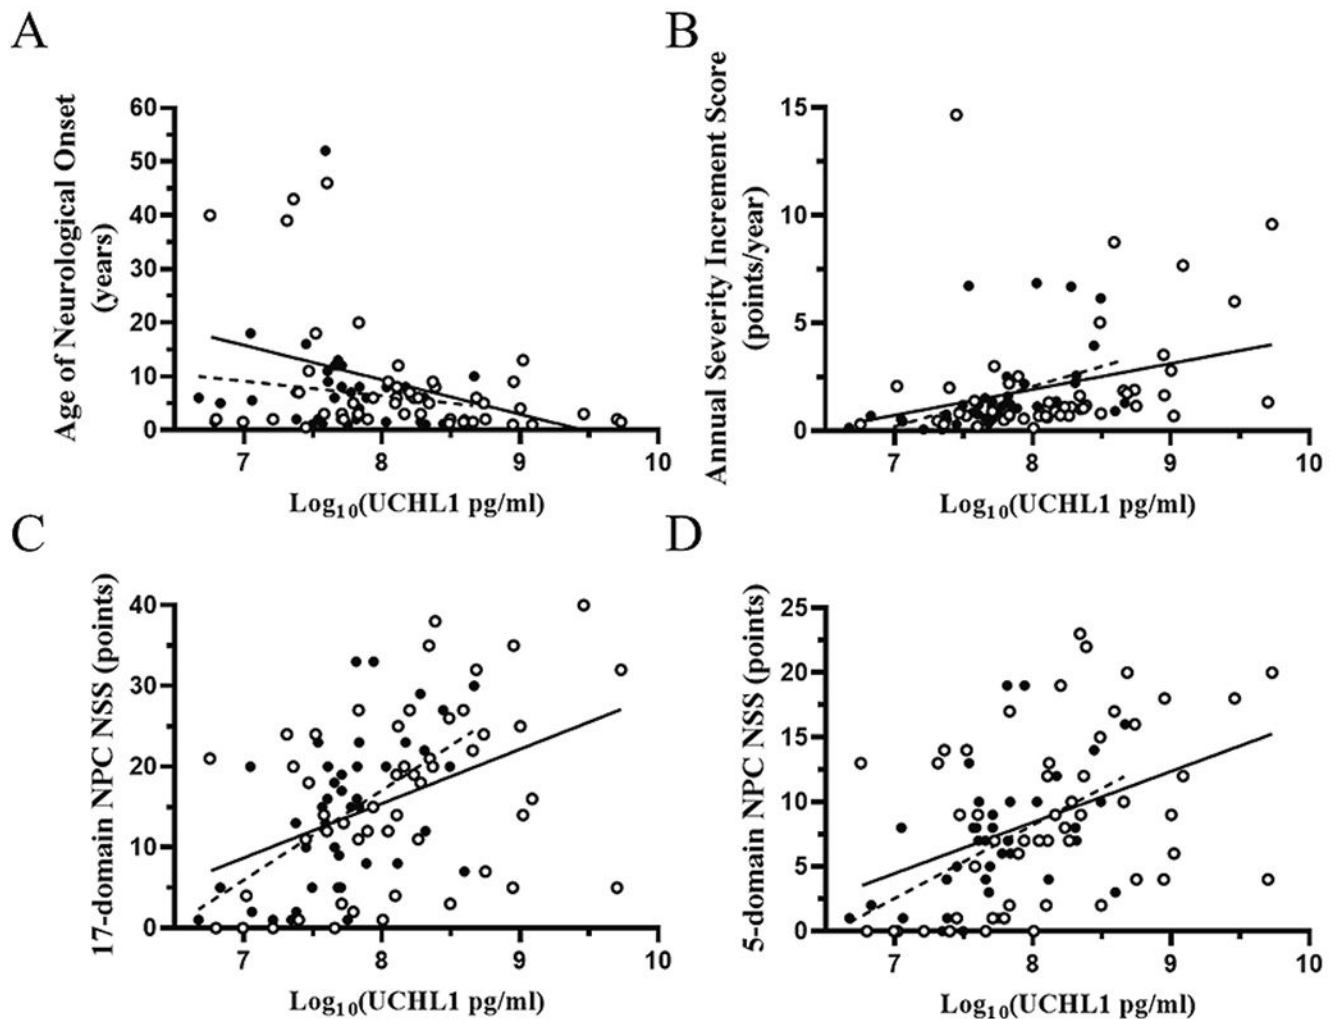 A
Age of Neurological Onset
(years)
60
50
40
30
20
10
0
7 8 9 10
Log10(UCHL1 pg/ml)
B
Annual Severity Increment Score
(points/year)
15
10
5
0
7 8 9 10
Log10(UCHL1 pg/ml)
C
17-domain NPC NSS (points)
40
30
20
10
0
7 8 9 10
Log10(UCHL1 pg/ml)
D
5-domain NPC NSS (points)
25
20
15
10
5
0
7 8 9 10
Log10(UCHL1 pg/ml)